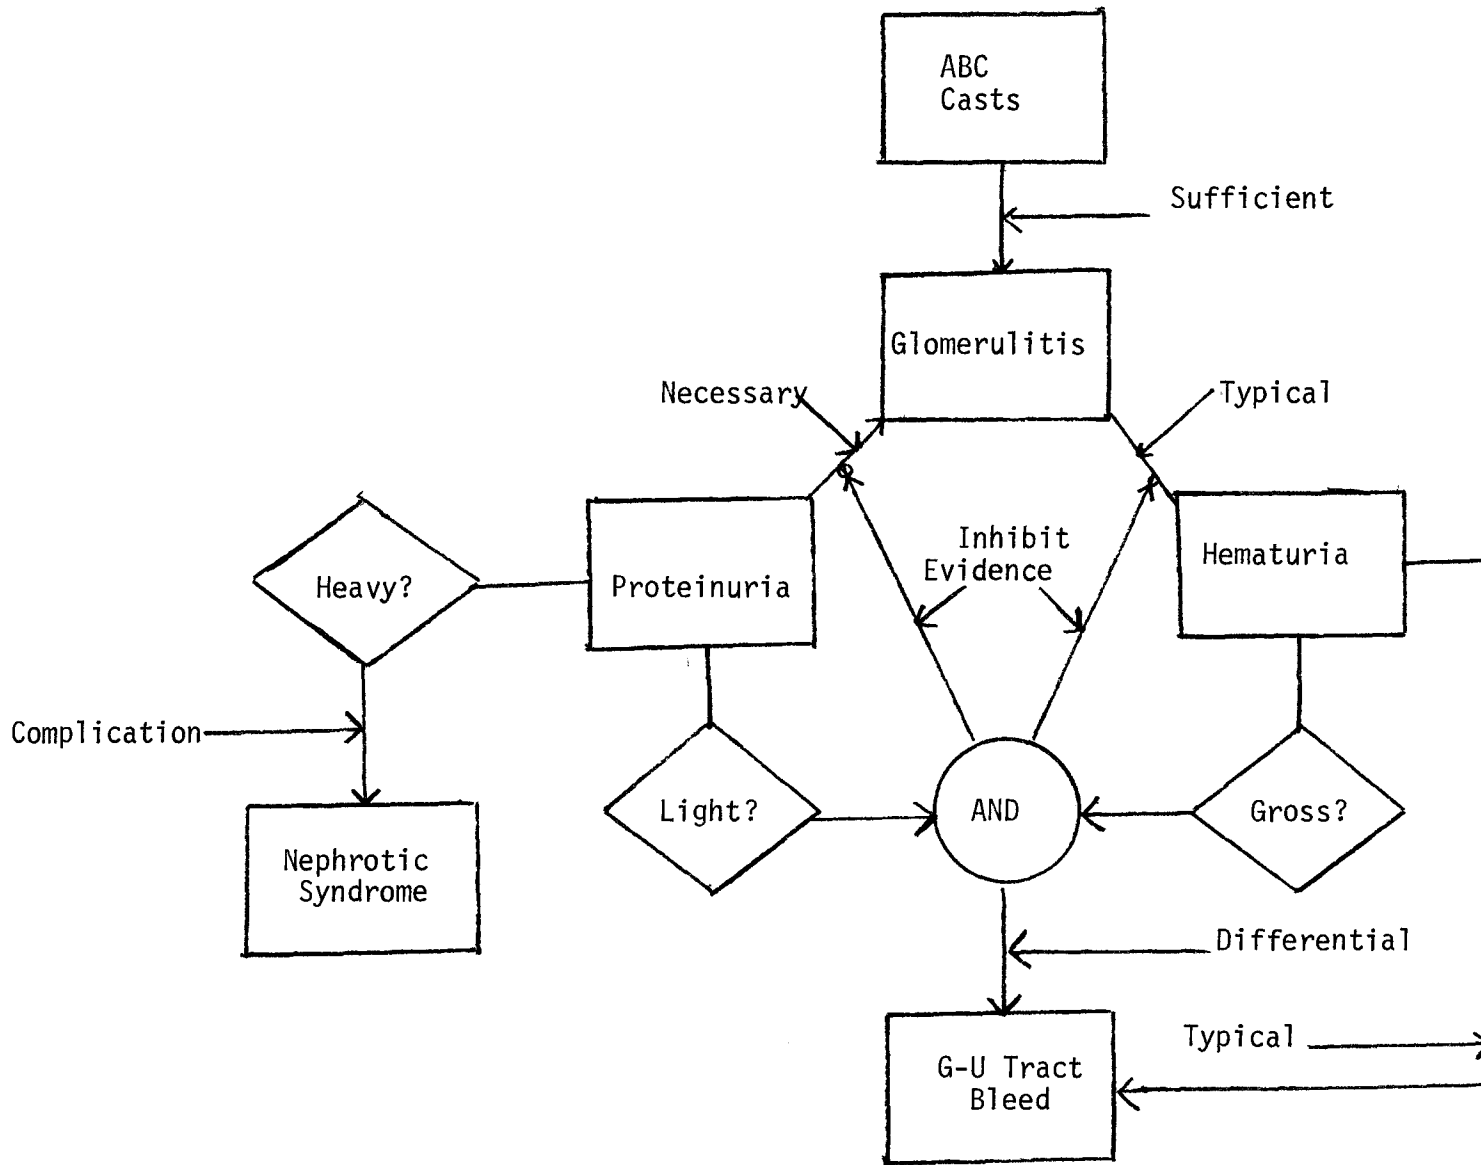 ABC
Casts
Sufficient
Glomerulitis
Necessary
Typical
Inhibit
Evidence
Hematuria
Heavy?
Proteinuria
Complication
Light?
AND
Gross?
Nephrotic
Syndrome
Differential
Typical
G-U Tract
Bleed